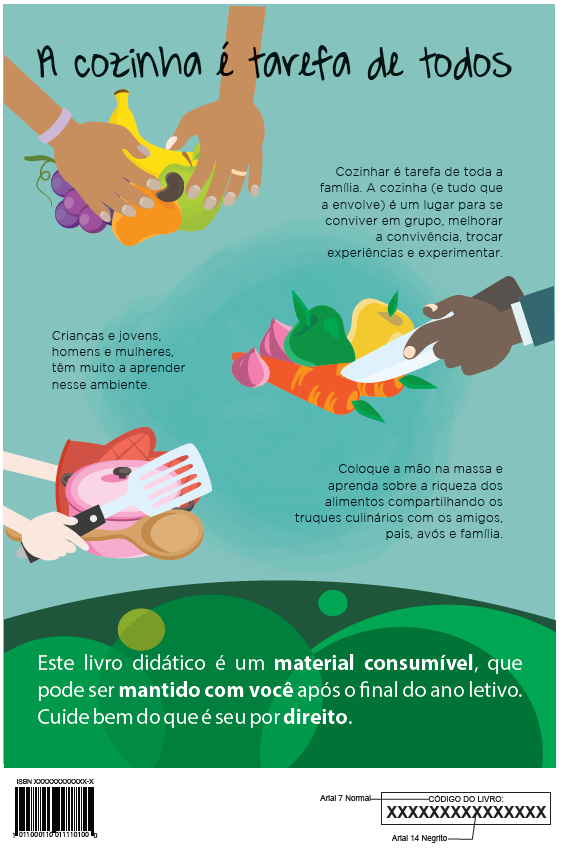 A cozinha é tarefa de todos
Cozinhar é tarefa de toda a
família. A cozinha (e tudo que
a envolve) é um lugar para se
conviver em grupo, melhorar
a convivência, trocar
experiências e experimentar.
Crianças e jovens,
homens e mulheres,
têm muito a aprender
nesse ambiente.
Coloque a mão na massa e
aprenda sobre a riqueza dos
alimentos compartilhando os
truques culinários com os amigos,
pais, avós e família.
Este livro didático é um material consumível, que
pode ser mantido com você após o final do ano letivo.
Cuide bem do que é seu por direito.
ISBN XXXXXXXXXXXX-X
1 011000110 011110100 0
Arial 7 Normal
CÓDIGO DO LIVRO:
XXXXXXXXXXXXXXX
Arial 14 Negrito